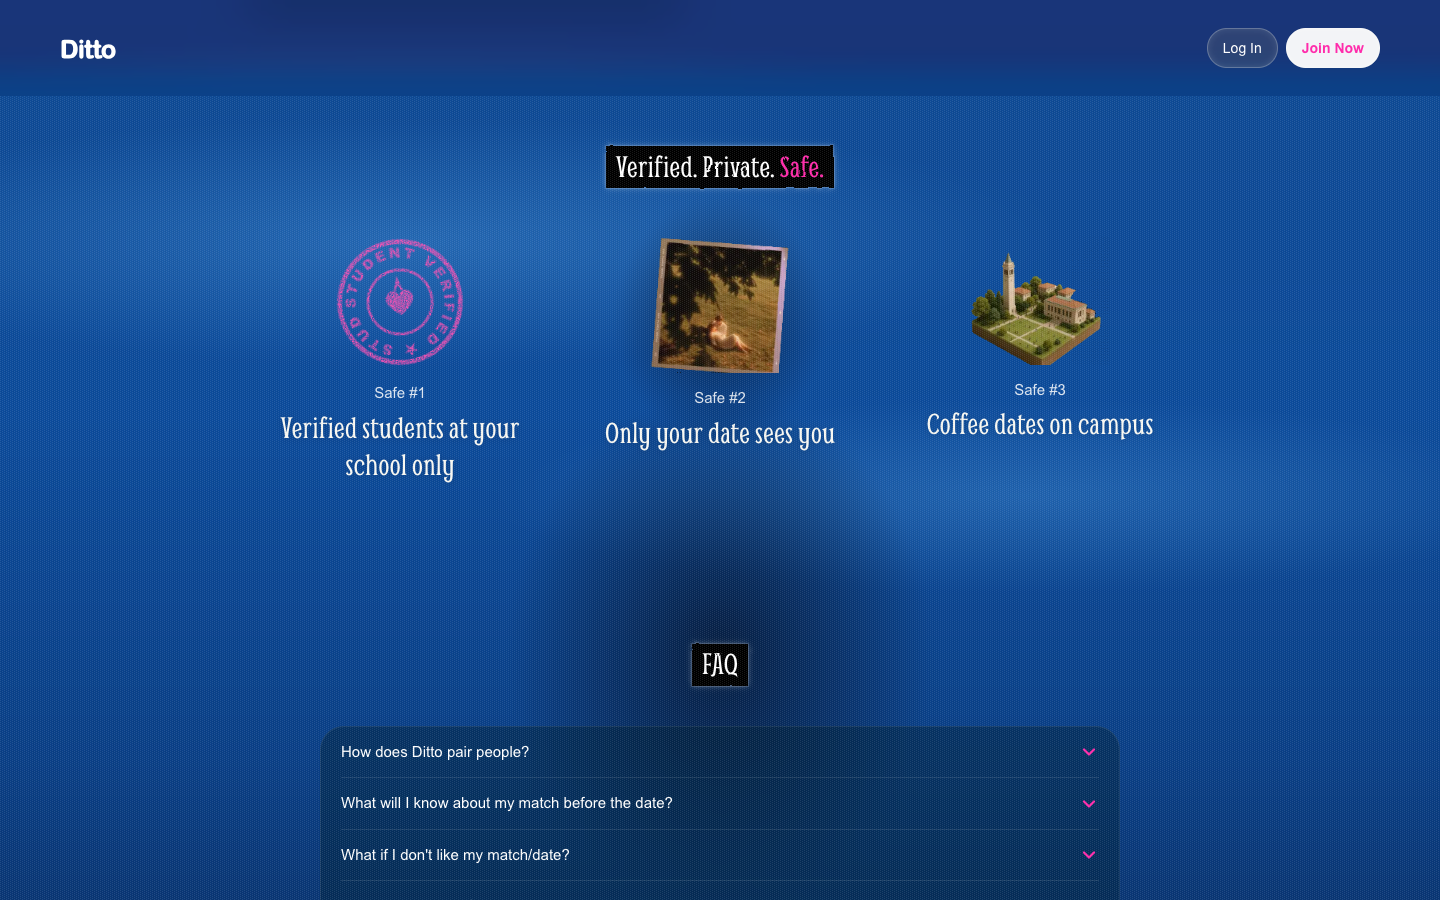 Ditto
Log In
Join Now
Verified. Private. Safe.
STUDENT VERIFIED ★ STUD
Safe #1
Verified students at your
school only
Safe #2
Only your date sees you
Safe #3
Coffee dates on campus
FAQ
How does Ditto pair people?
What will I know about my match before the date?
What if I don't like my match/date?